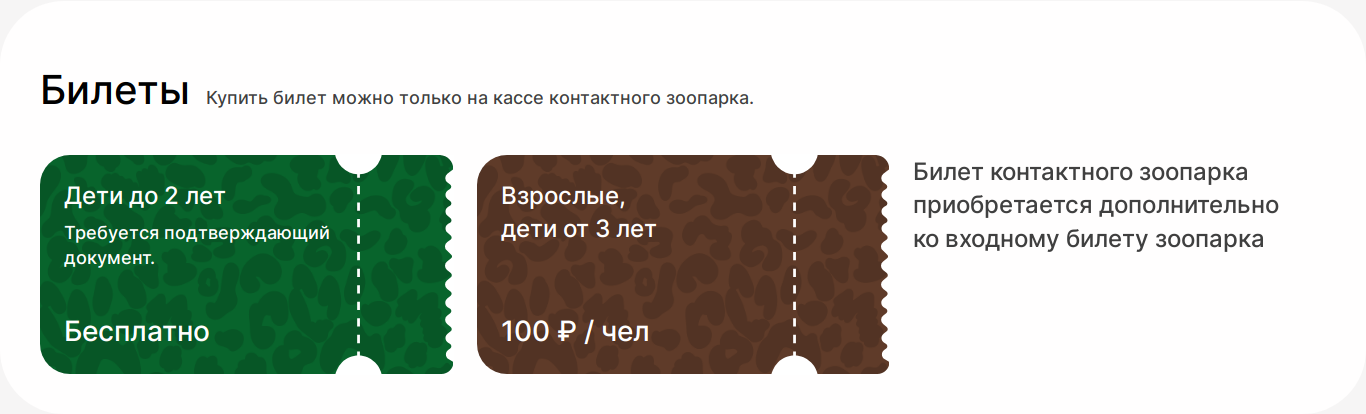 Билеты Купить билет можно только на кассе контактного зоопарка.
Дети до 2 лет
Требуется подтверждающий
документ.
Бесплатно
Взрослые,
дети от 3 лет
100 ₽ / чел
Билет контактного зоопарка
приобретается дополнительно
ко входному билету зоопарка